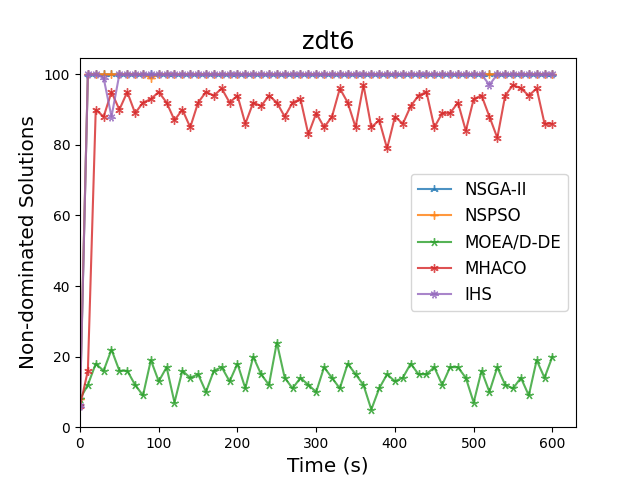 zdt6
Non-dominated Solutions
100
80
60
40
20
0
NSGA-II
NSPSO
MOEA/D-DE
MHACO
IHS
0 100 200 300 400 500 600
Time (s)